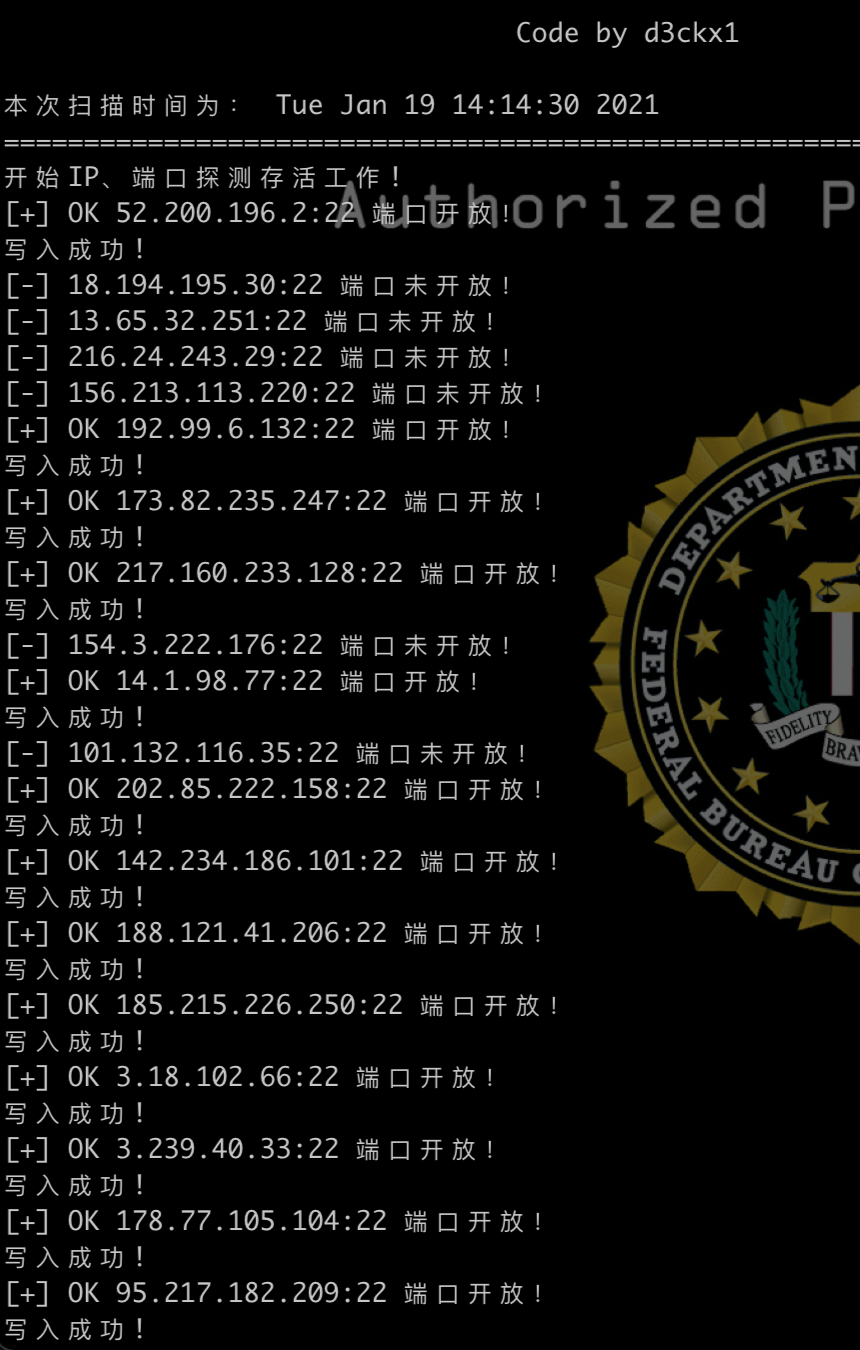 Code by d3ckx1
本次扫描时间为： Tue Jan 19 14:14:30 2021
======================================================
开始IP、端口探测存活工作!
Authorized P
[+] OK 52.200.196.2:22 端口开放!
写入成功!
[-] 18.194.195.30:22 端口未开放!
[-] 13.65.32.251:22 端口未开放!
[-] 216.24.243.29:22 端口未开放!
[-] 156.213.113.220:22 端口未开放!
[+] OK 192.99.6.132:22 端口开放!
写入成功!
[+] OK 173.82.235.247:22 端口开放!
写入成功!
[+] OK 217.160.233.128:22 端口开放!
写入成功!
[-] 154.3.222.176:22 端口未开放!
[+] OK 14.1.98.77:22 端口开放!
写入成功!
[-] 101.132.116.35:22 端口未开放!
[+] OK 202.85.222.158:22 端口开放!
写入成功!
[+] OK 142.234.186.101:22 端口开放!
写入成功!
[+] OK 188.121.41.206:22 端口开放!
写入成功!
[+] OK 185.215.226.250:22 端口开放!
写入成功!
[+] OK 3.18.102.66:22 端口开放!
写入成功!
[+] OK 3.239.40.33:22 端口开放!
写入成功!
[+] OK 178.77.105.104:22 端口开放!
写入成功!
[+] OK 95.217.182.209:22 端口开放!
写入成功!
DEPARTMEN
FEDERAL BUREAU O
FIDELITY
BRA